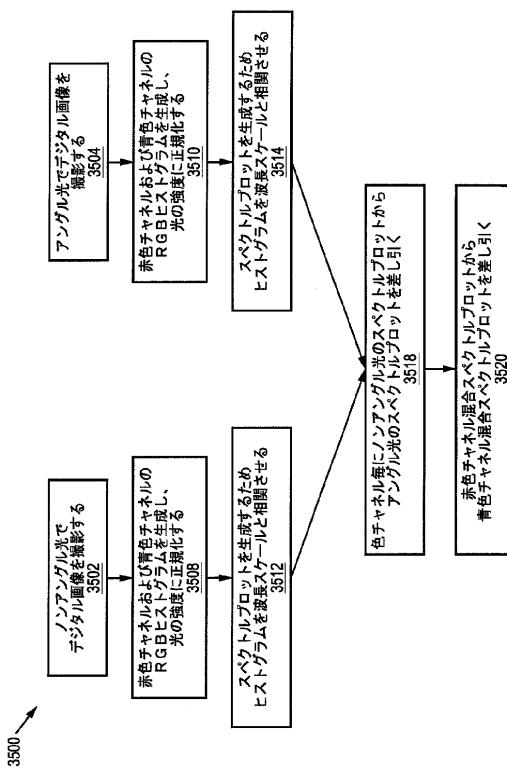 3500
ノンアングル光で
デジタル画像を撮影する
3502
赤色チャネルおよび青色チャネルの
RGBヒストグラムを生成し、
光の強度に正規化する
3508
スペクトルプロットを生成するため
ヒストグラムを波長スケールと相関させる
3512
アングル光でデジタル画像を
撮影する
3504
赤色チャネルおよび青色チャネルの
RGBヒストグラムを生成し、
光の強度に正規化する
3510
スペクトルプロットを生成するため
ヒストグラムを波長スケールと相関させる
3514
色チャネル毎にノンアングル光のスペクトルプロットから
アングル光のスペクトルプロットを差し引く
3518
赤色チャネル混合スペクトルプロットから
青色チャネル混合スペクトルプロットを差し引く
3520